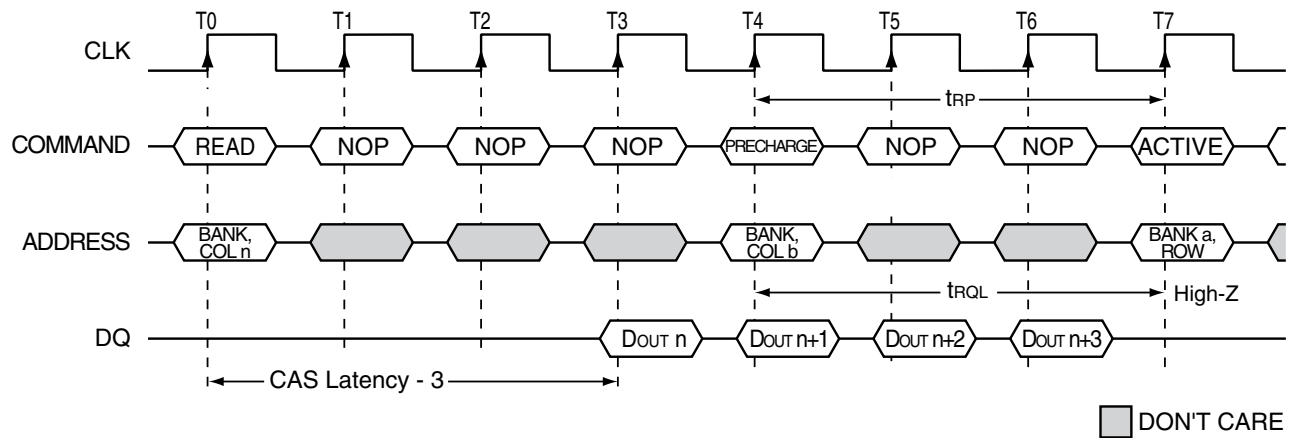 T0 T1 T2 T3 T4 T5 T6 T7
CLK
tRP
COMMAND READ NOP NOP NOP PRECHARGE NOP NOP ACTIVE
ADDRESS BANK, COL n BANK, COL b BANK a, ROW
tRQL High-Z
DQ DOUT n DOUT n+1 DOUT n+2 DOUT n+3
CAS Latency - 3
DON'T CARE